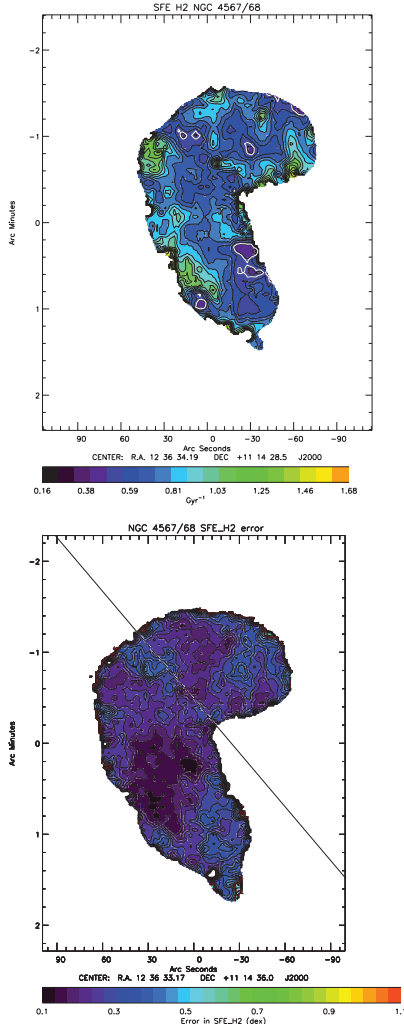 SFE H2 NGC 4567/68
-2
-1
0
1
2
Arc Minutes
90 60 30 0 -30 -60 -90
Arc Seconds
CENTER: R.A. 12 36 34.19 DEC +11 14 28.5 J2000
0.16 0.38 0.59 0.81 1.03 1.25 1.46 1.68
Gyr⁻¹
NGC 4567/68 SFE_H2 error
-2
-1
0
1
2
Arc Minutes
90 60 30 0 -30 -60 -90
Arc Seconds
CENTER: R.A. 12 36 33.17 DEC +11 14 36.0 J2000
0.1 0.3 0.5 0.7 0.9 1.1
Error in SFE_H2 (dex)